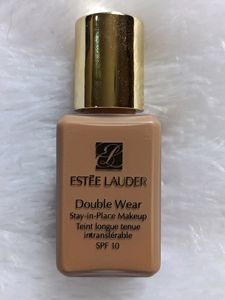 ESTĒE LAUDER
Double Wear
Stay-in-Place Makeup
Teint longue tenue
intransférable
SPF 10